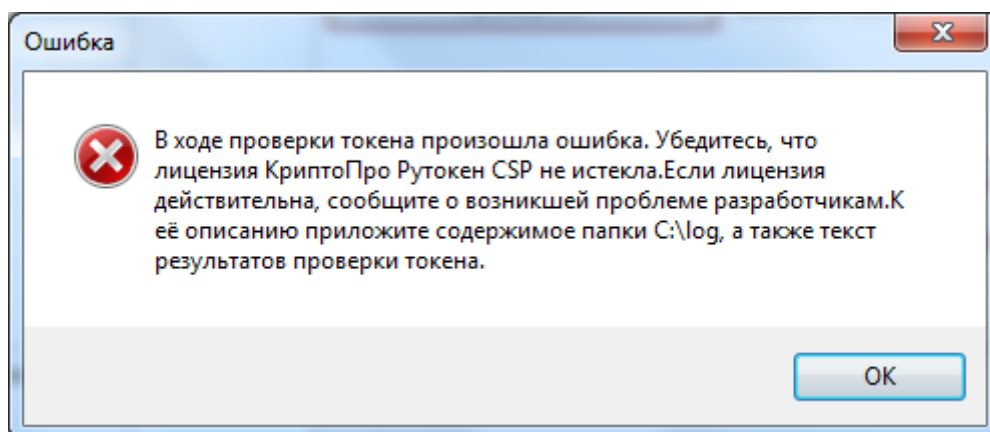 Ошибка
В ходе проверки токена произошла ошибка. Убедитесь, что
лицензия КриптоПро Рутокен CSP не истекла.Если лицензия
действительна, сообщите о возникшей проблеме разработчикам.К
её описанию приложите содержимое папки C:\log, а также текст
результатов проверки токена.
OK